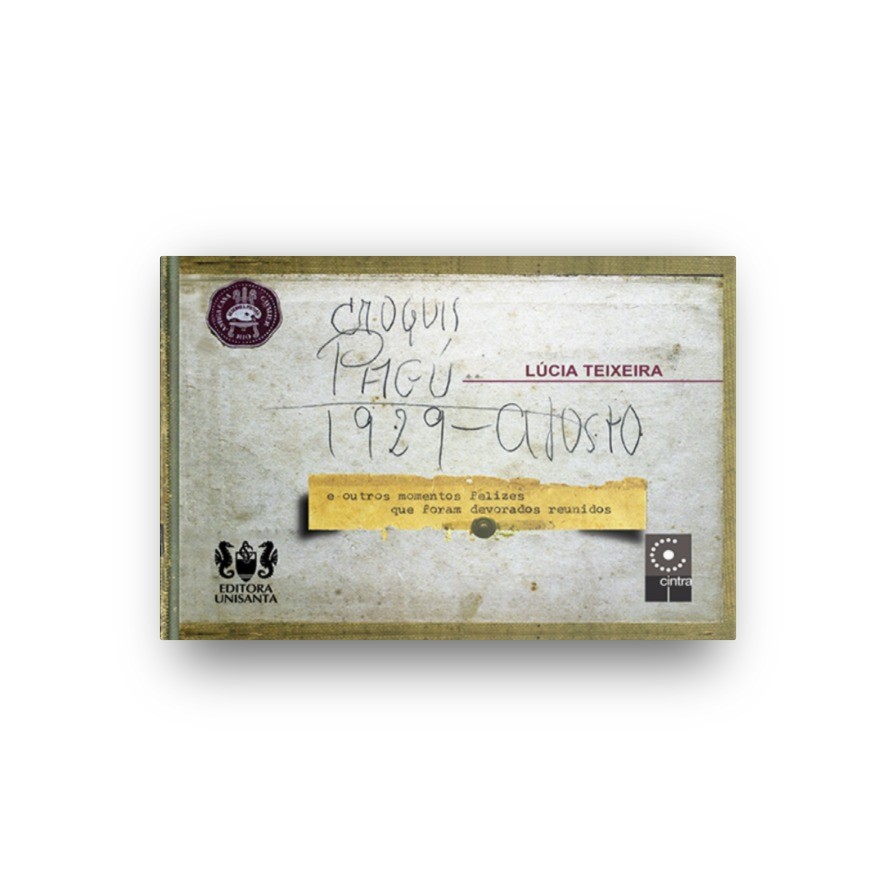 CROQUIS
PAGÚ
LÚCIA TEIXEIRA
1929-AGOSTO
e outros momentos felizes
que foram devorados reunidos
EDITORA
UNISANTA
cintra